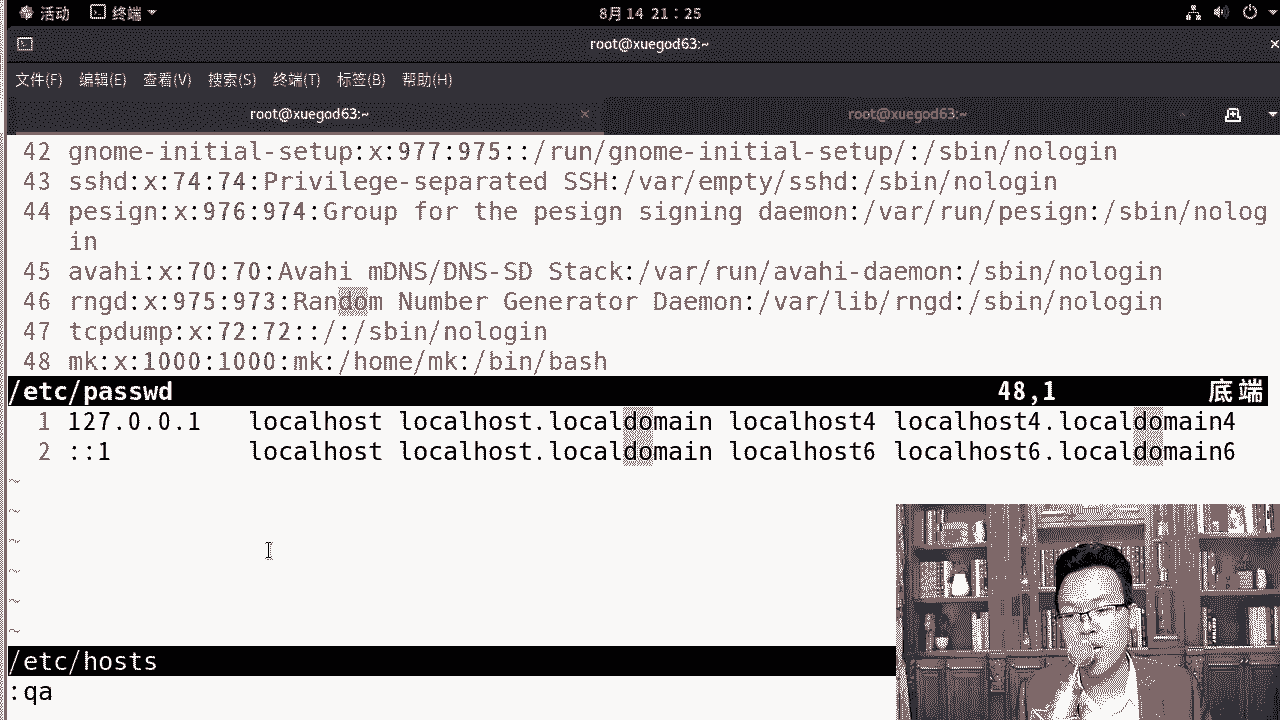 活动 终端 8月14 21：25
root@xuegod63:~
文件(F) 编辑(E) 查看(V) 搜索(S) 终端(T) 标签(B) 帮助(H)
root@xuegod63:~ × root@xuegod63:~
42 gnome-initial-setup:x:977:975::/run/gnome-initial-setup/:/sbin/nologin
43 sshd:x:74:74:Privilege-separated SSH:/var/empty/sshd:/sbin/nologin
44 pesign:x:976:974:Group for the pesign signing daemon:/var/run/pesign:/sbin/nolog
in
45 avahi:x:70:70:Avahi mDNS/DNS-SD Stack:/var/run/avahi-daemon:/sbin/nologin
46 rngd:x:975:973:Random Number Generator Daemon:/var/lib/rngd:/sbin/nologin
47 tcpdump:x:72:72::/:/sbin/nologin
48 mk:x:1000:1000:mk:/home/mk:/bin/bash
/etc/passwd 48,1 底端
1 127.0.0.1 localhost localhost.localdomain localhost4 localhost4.localdomain4
2 ::1 localhost localhost.localdomain localhost6 localhost6.localdomain6
~
~
~
~
~
~
/etc/hosts
:qa